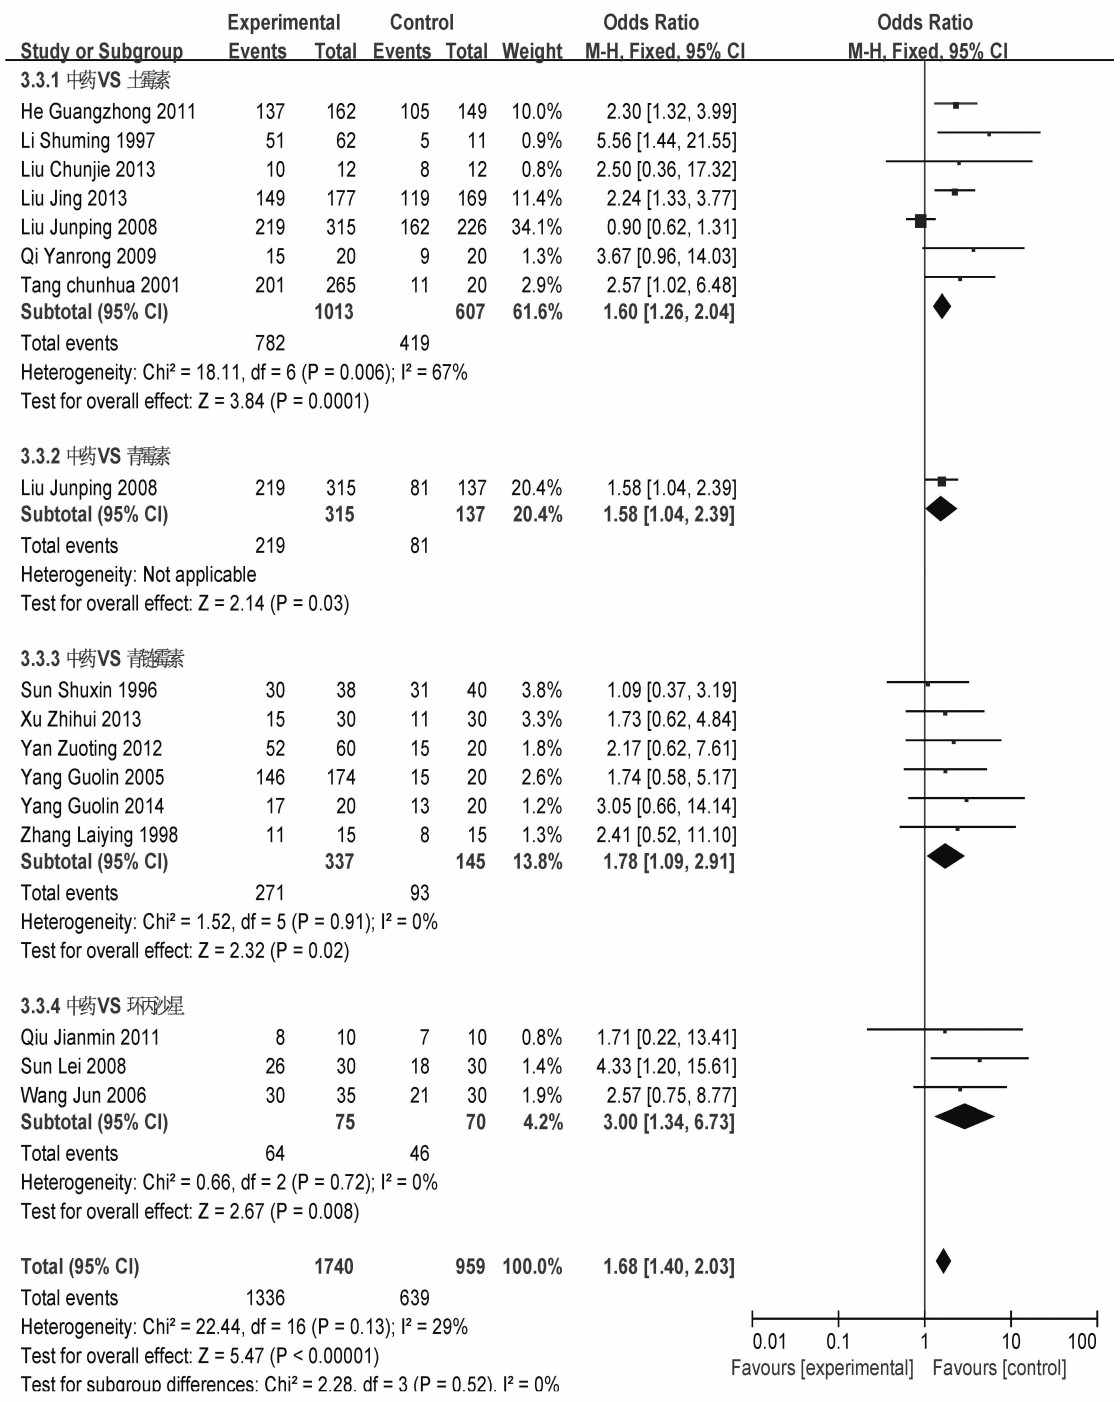 Experimental Control Odds Ratio Odds Ratio
Study or Subgroup Events Total Events Total Weight M-H, Fixed, 95% CI M-H, Fixed, 95% CI
3.3.1 中药VS 土霉素
He Guangzhong 2011 137 162 105 149 10.0% 2.30 [1.32, 3.99]
Li Shuming 1997 51 62 5 11 0.9% 5.56 [1.44, 21.55]
Liu Chunjie 2013 10 12 8 12 0.8% 2.50 [0.36, 17.32]
Liu Jing 2013 149 177 119 169 11.4% 2.24 [1.33, 3.77]
Liu Junping 2008 219 315 162 226 34.1% 0.90 [0.62, 1.31]
Qi Yanrong 2009 15 20 9 20 1.3% 3.67 [0.96, 14.03]
Tang chunhua 2001 201 265 11 20 2.9% 2.57 [1.02, 6.48]
Subtotal (95% CI) 1013 607 61.6% 1.60 [1.26, 2.04]
Total events 782 419
Heterogeneity: Chi² = 18.11, df = 6 (P = 0.006); I² = 67%
Test for overall effect: Z = 3.84 (P = 0.0001)
3.3.2 中药VS 青霉素
Liu Junping 2008 219 315 81 137 20.4% 1.58 [1.04, 2.39]
Subtotal (95% CI) 315 137 20.4% 1.58 [1.04, 2.39]
Total events 219 81
Heterogeneity: Not applicable
Test for overall effect: Z = 2.14 (P = 0.03)
3.3.3 中药VS 青链霉素
Sun Shuxin 1996 30 38 31 40 3.8% 1.09 [0.37, 3.19]
Xu Zhihui 2013 15 30 11 30 3.3% 1.73 [0.62, 4.84]
Yan Zuoting 2012 52 60 15 20 1.8% 2.17 [0.62, 7.61]
Yang Guolin 2005 146 174 15 20 2.6% 1.74 [0.58, 5.17]
Yang Guolin 2014 17 20 13 20 1.2% 3.05 [0.66, 14.14]
Zhang Laiying 1998 11 15 8 15 1.3% 2.41 [0.52, 11.10]
Subtotal (95% CI) 337 145 13.8% 1.78 [1.09, 2.91]
Total events 271 93
Heterogeneity: Chi² = 1.52, df = 5 (P = 0.91); I² = 0%
Test for overall effect: Z = 2.32 (P = 0.02)
3.3.4 中药VS 环丙沙星
Qiu Jianmin 2011 8 10 7 10 0.8% 1.71 [0.22, 13.41]
Sun Lei 2008 26 30 18 30 1.4% 4.33 [1.20, 15.61]
Wang Jun 2006 30 35 21 30 1.9% 2.57 [0.75, 8.77]
Subtotal (95% CI) 75 70 4.2% 3.00 [1.34, 6.73]
Total events 64 46
Heterogeneity: Chi² = 0.66, df = 2 (P = 0.72); I² = 0%
Test for overall effect: Z = 2.67 (P = 0.008)
Total (95% CI) 1740 959 100.0% 1.68 [1.40, 2.03]
Total events 1336 639
Heterogeneity: Chi² = 22.44, df = 16 (P = 0.13); I² = 29%
Test for overall effect: Z = 5.47 (P < 0.00001)
Test for subgroup differences: Chi² = 2.28, df = 3 (P = 0.52), I² = 0%
0.01 0.1 1 10 100
Favours [experimental] Favours [control]